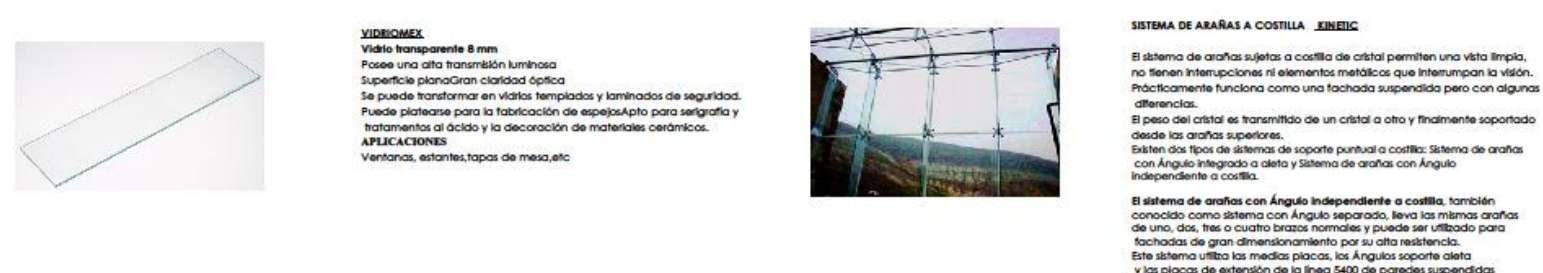 VIDRIOMEX
Vidrio transparente 8 mm
Posee una alta transmisión luminosa
Superficie planaGran claridad óptica
Se puede transformar en vidrios templados y laminados de seguridad.
Puede platearse para la fabricación de espejosApto para serigrafía y
tratamientos al ácido y la decoración de materiales cerámicos.
APLICACIONES
Ventanas, estantes,tapas de mesa,etc
SISTEMA DE ARAÑAS A COSTILLA KINETIC
El sistema de arañas sujetas a costilla de cristal permiten una vista limpia,
no tienen interrupciones ni elementos metálicos que interrumpan la visión.
Prácticamente funciona como una fachada suspendida pero con algunas
diferencias.
El peso del cristal es transmitido de un cristal a otro y finalmente soportado
desde las arañas superiores.
Existen dos tipos de sistemas de soporte puntual a costilla: Sistema de arañas
con Ángulo integrado a aleta y Sistema de arañas con Ángulo
independiente a costilla.
El sistema de arañas con Ángulo independiente a costilla, también
conocido como sistema con Ángulo separado, lleva las mismas arañas
de uno, dos, tres o cuatro brazos normales y puede ser utilizado para
fachadas de gran dimensionamiento por su alta resistencia.
Este sistema utiliza las medias placas, los Ángulos soporte aleta
y las placas de extensión de la línea 5400 de paredes suspendidas